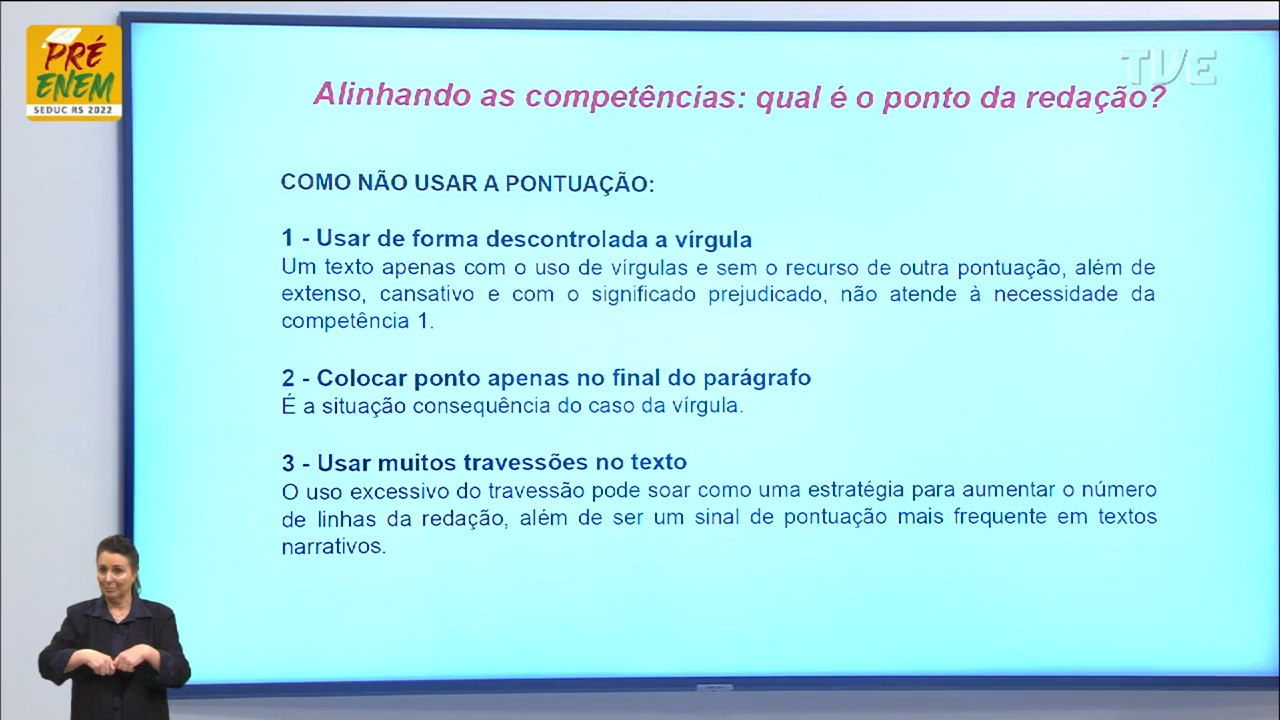 PRÉ
ENEM
SEDUC RS 2022
TVE
Alinhando as competências: qual é o ponto da redação?
COMO NÃO USAR A PONTUAÇÃO:
1 - Usar de forma descontrolada a vírgula
Um texto apenas com o uso de vírgulas e sem o recurso de outra pontuação, além de
extenso, cansativo e com o significado prejudicado, não atende à necessidade da
competência 1.
2 - Colocar ponto apenas no final do parágrafo
É a situação consequência do caso da vírgula.
3 - Usar muitos travessões no texto
O uso excessivo do travessão pode soar como uma estratégia para aumentar o número
de linhas da redação, além de ser um sinal de pontuação mais frequente em textos
narrativos.